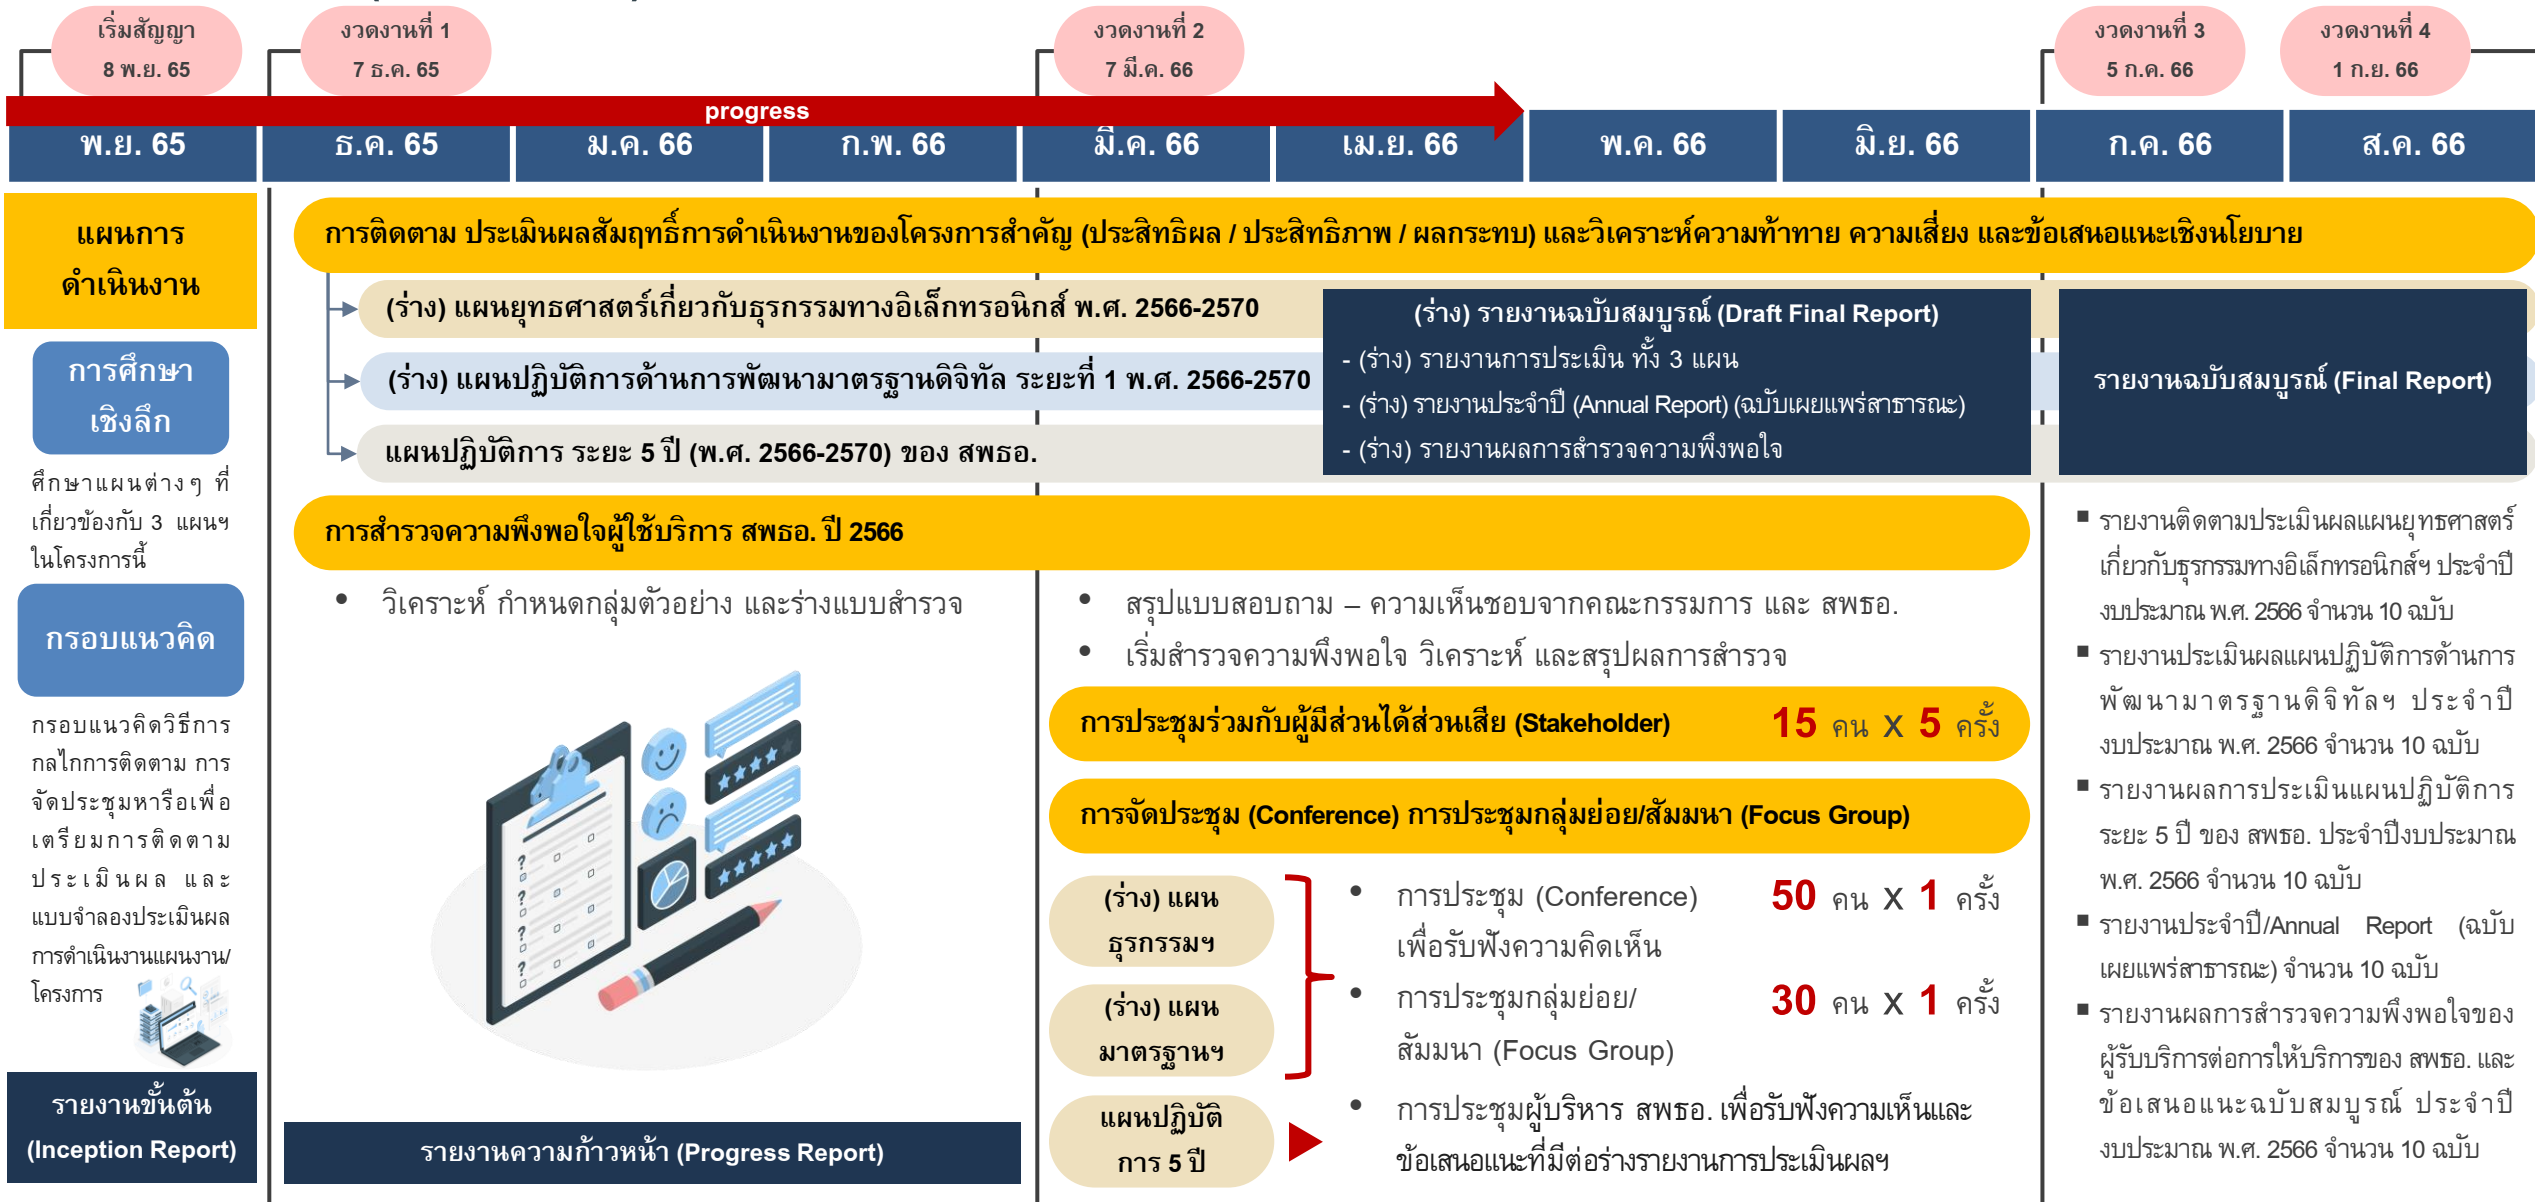 เริ่มสัญญา
8 พ.ย. 65
งวดงานที่ 1
7 ธ.ค. 65
งวดงานที่ 2
7 มี.ค. 66
งวดงานที่ 3
5 ก.ค. 66
งวดงานที่ 4
1 ก.ย. 66
progress
พ.ย. 65
ธ.ค. 65
ม.ค. 66
ก.พ. 66
มี.ค. 66
เม.ย. 66
พ.ค. 66
มิ.ย. 66
ก.ค. 66
ส.ค. 66
แผนการ
ดำเนินงาน
การศึกษา
เชิงลึก
ศึกษาแผนต่างๆ ที่
เกี่ยวข้องกับ 3 แผนฯ
ในโครงการนี้
กรอบแนวคิด
กรอบแนวคิดวิธีการ
กลไกการติดตาม การ
จัดประชุมหารือเพื่อ
เตรียมการติดตาม
ประเมินผล และ
แบบจำลองประเมินผล
การดำเนินงานแผนงาน/
โครงการ
รายงานขั้นต้น
(Inception Report)
การติดตาม ประเมินผลสัมฤทธิ์การดำเนินงานของโครงการสำคัญ (ประสิทธิผล / ประสิทธิภาพ / ผลกระทบ) และวิเคราะห์ความท้าทาย ความเสี่ยง และข้อเสนอแนะเชิงนโยบาย
(ร่าง) แผนยุทธศาสตร์เกี่ยวกับธุรกรรมทางอิเล็กทรอนิกส์ พ.ศ. 2566-2570
(ร่าง) แผนปฏิบัติการด้านการพัฒนามาตรฐานดิจิทัล ระยะที่ 1 พ.ศ. 2566-2570
แผนปฏิบัติการ ระยะ 5 ปี (พ.ศ. 2566-2570) ของ สพธอ.
(ร่าง) รายงานฉบับสมบูรณ์ (Draft Final Report)
- (ร่าง) รายงานการประเมิน ทั้ง 3 แผน
- (ร่าง) รายงานประจำปี (Annual Report) (ฉบับเผยแพร่สาธารณะ)
- (ร่าง) รายงานผลการสำรวจความพึงพอใจ
รายงานฉบับสมบูรณ์ (Final Report)
การสำรวจความพึงพอใจผู้ใช้บริการ สพธอ. ปี 2566
• วิเคราะห์ กำหนดกลุ่มตัวอย่าง และร่างแบบสำรวจ
รายงานความก้าวหน้า (Progress Report)
• สรุปแบบสอบถาม – ความเห็นชอบจากคณะกรรมการ และ สพธอ.
• เริ่มสำรวจความพึงพอใจ วิเคราะห์ และสรุปผลการสำรวจ
การประชุมร่วมกับผู้มีส่วนได้ส่วนเสีย (Stakeholder) 15 คน x 5 ครั้ง
การจัดประชุม (Conference) การประชุมกลุ่มย่อย/สัมมหา (Focus Group)
(ร่าง) แผน
ธุรกรรมฯ
(ร่าง) แผน
มาตรฐานฯ
แผนปฏิบัติ
การ 5 ปี
• การประชุม (Conference) 50 คน x 1 ครั้ง
เพื่อรับฟังความคิดเห็น
• การประชุมกลุ่มย่อย/ 30 คน x 1 ครั้ง
สัมมนา (Focus Group)
• การประชุมผู้บริหาร สพธอ. เพื่อรับฟังความเห็นและ
ข้อเสนอแนะที่มีต่อร่างรายงานการประเมินผลฯ
▪ รายงานติดตามประเมินผลแผนยุทธศาสตร์
เกี่ยวกับธุรกรรมทางอิเล็กทรอนิกส์ฯ ประจำปี
งบประมาณ พ.ศ. 2566 จำนวน 10 ฉบับ
▪ รายงานประเมินผลแผนปฏิบัติการด้านการ
พัฒนามาตรฐานดิจิทัลฯ ประจำปี
งบประมาณ พ.ศ. 2566 จำนวน 10 ฉบับ
▪ รายงานผลการประเมินแผนปฏิบัติการ
ระยะ 5 ปี ของ สพธอ. ประจำปีงบประมาณ
พ.ศ. 2566 จำนวน 10 ฉบับ
▪ รายงานประจำปี/Annual Report (ฉบับ
เผยแพร่สาธารณะ) จำนวน 10 ฉบับ
▪ รายงานผลการสำรวจความพึงพอใจของ
ผู้รับบริการต่อการให้บริการของ สพธอ. และ
ข้อเสนอแนะฉบับสมบูรณ์ ประจำปี
งบประมาณ พ.ศ. 2566 จำนวน 10 ฉบับ